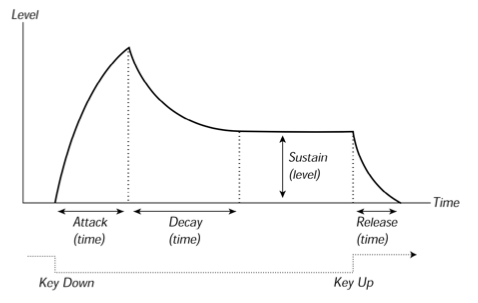 Level
Sustain
(level)
Time
Attack
(time)
Decay
(time)
Release
(time)
Key Down
Key Up